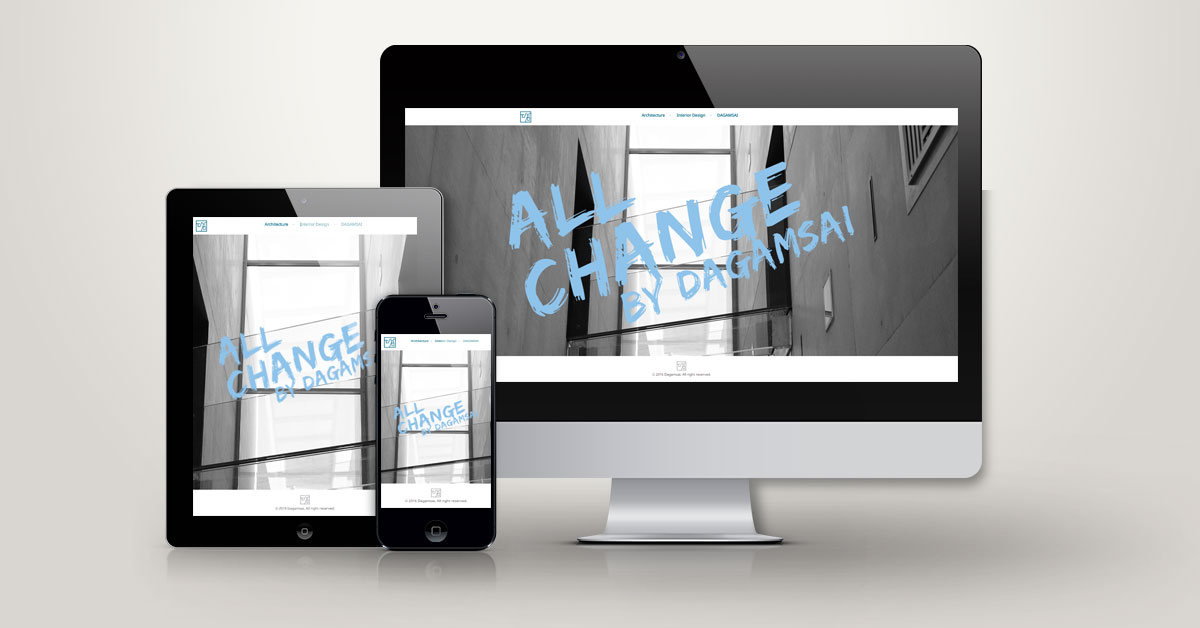 Architecture Interior Design DAGAMSAI
ALL
CHANGE
BY DAGAMSAI
© 2016 Dagamsai, All right reserved.
Architecture Interior Design DAGAMSAI
ALL
CHANGE
BY DAGAMS
© 2016 Dagamsai, All right reserved.
Architecture Interior Design DAGAMSAI
ALL
CHANGE
BY DAGAMSAI
© 2016 Dagamsai, All right reserved.